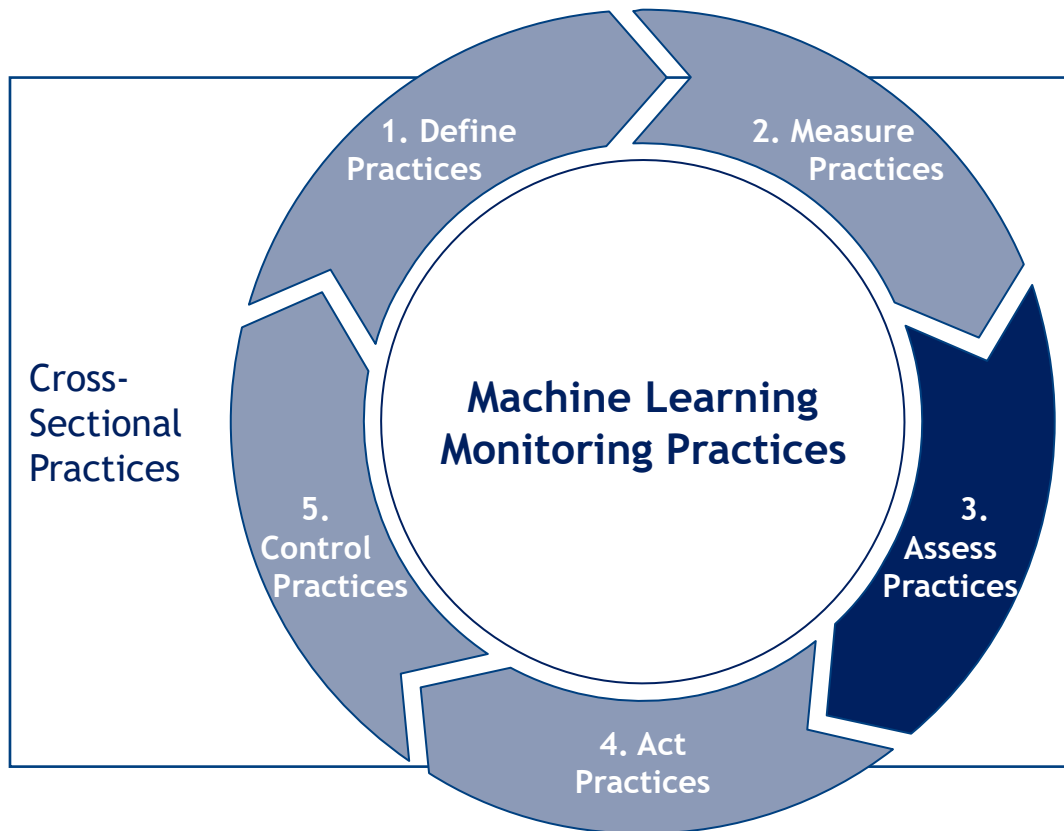 1. Define
Practices
2. Measure
Practices
Cross-
Sectional
Practices
Machine Learning
Monitoring Practices
3.
Assess
Practices
4. Act
Practices
5.
Control
Practices